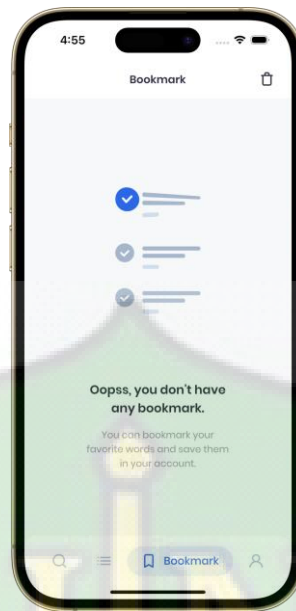 4:55
Bookmark
Oopss, you don't have
any bookmark.
You can bookmark your
favorite words and save them
in your account.
Bookmark